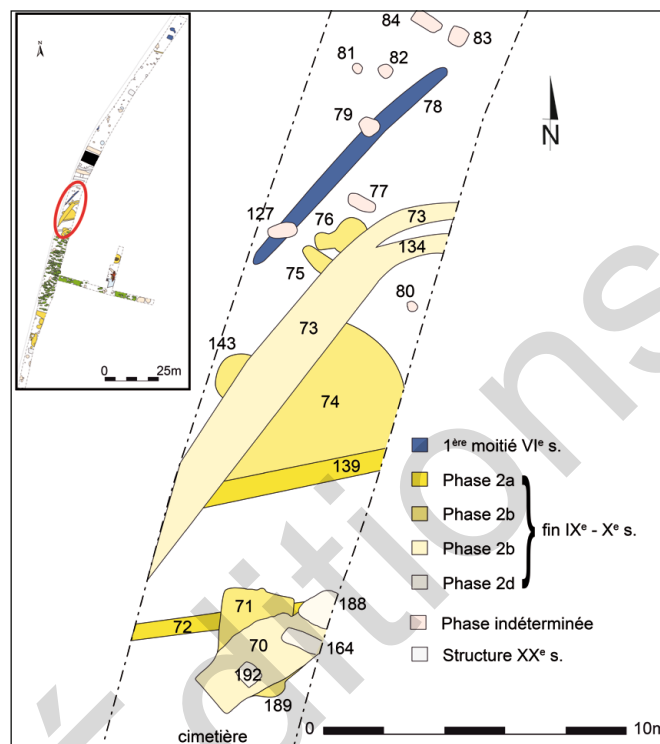 84
83
81
82
79
78
77
127
76
73
134
75
80
73
143
74
139
71
188
72
70
164
192
189
cimetière
N
N
0 25m
1ère moitié VIe s.
Phase 2a
Phase 2b
fin IXe - Xe s.
Phase 2b
Phase 2d
Phase indéterminée
Structure XXe s.
0 10m
ditions